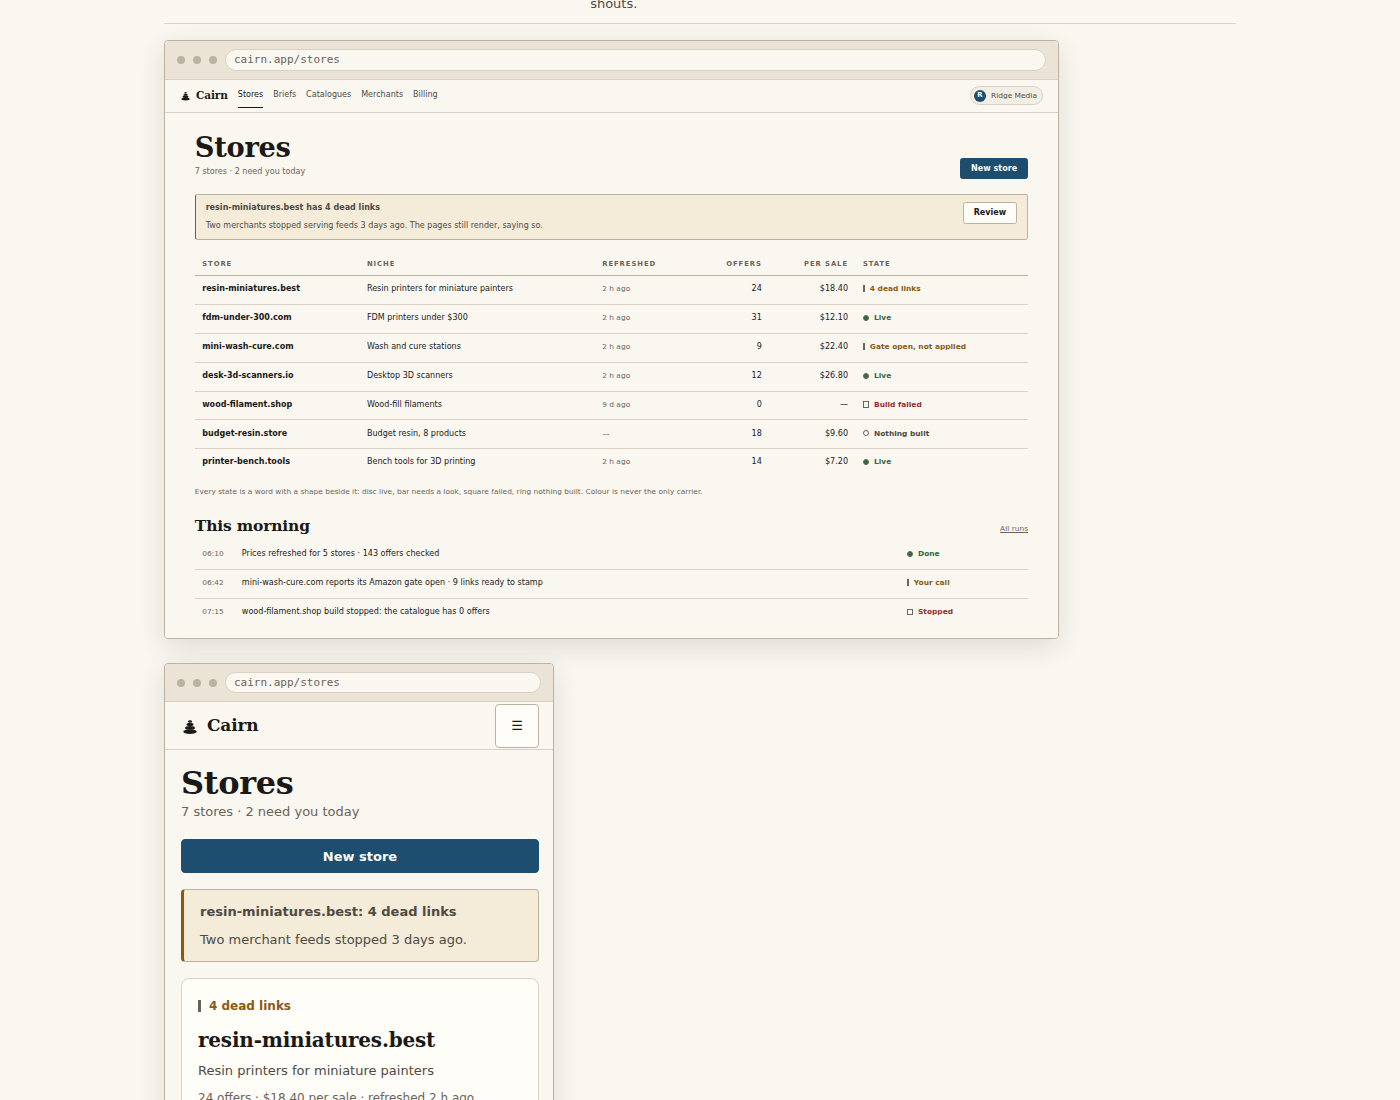 shouts.
cairn.app/stores
Cairn Stores Briefs Catalogues Merchants Billing R Ridge Media
Stores
7 stores · 2 need you today
New store
resin-miniatures.best has 4 dead links
Two merchants stopped serving feeds 3 days ago. The pages still render, saying so.
Review
STORE NICHE REFRESHED OFFERS PER SALE STATE
resin-miniatures.best Resin printers for miniature painters 2 h ago 24 $18.40 4 dead links
fdm-under-300.com FDM printers under $300 2 h ago 31 $12.10 Live
mini-wash-cure.com Wash and cure stations 2 h ago 9 $22.40 Gate open, not applied
desk-3d-scanners.io Desktop 3D scanners 2 h ago 12 $26.80 Live
wood-filament.shop Wood-fill filaments 9 d ago 0 — Build failed
budget-resin.store Budget resin, 8 products — 18 $9.60 Nothing built
printer-bench.tools Bench tools for 3D printing 2 h ago 14 $7.20 Live
Every state is a word with a shape beside it: disc live, bar needs a look, square failed, ring nothing built. Colour is never the only carrier.
This morning All runs
06:10 Prices refreshed for 5 stores · 143 offers checked Done
06:42 mini-wash-cure.com reports its Amazon gate open · 9 links ready to stamp Your call
07:15 wood-filament.shop build stopped: the catalogue has 0 offers Stopped
cairn.app/stores
Cairn
Stores
7 stores · 2 need you today
New store
resin-miniatures.best: 4 dead links
Two merchant feeds stopped 3 days ago.
4 dead links
resin-miniatures.best
Resin printers for miniature painters
24 offers · $18.40 per sale · refreshed 2 h ago